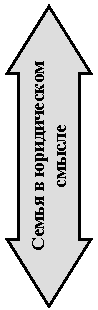 Семья в юридическом
смысле